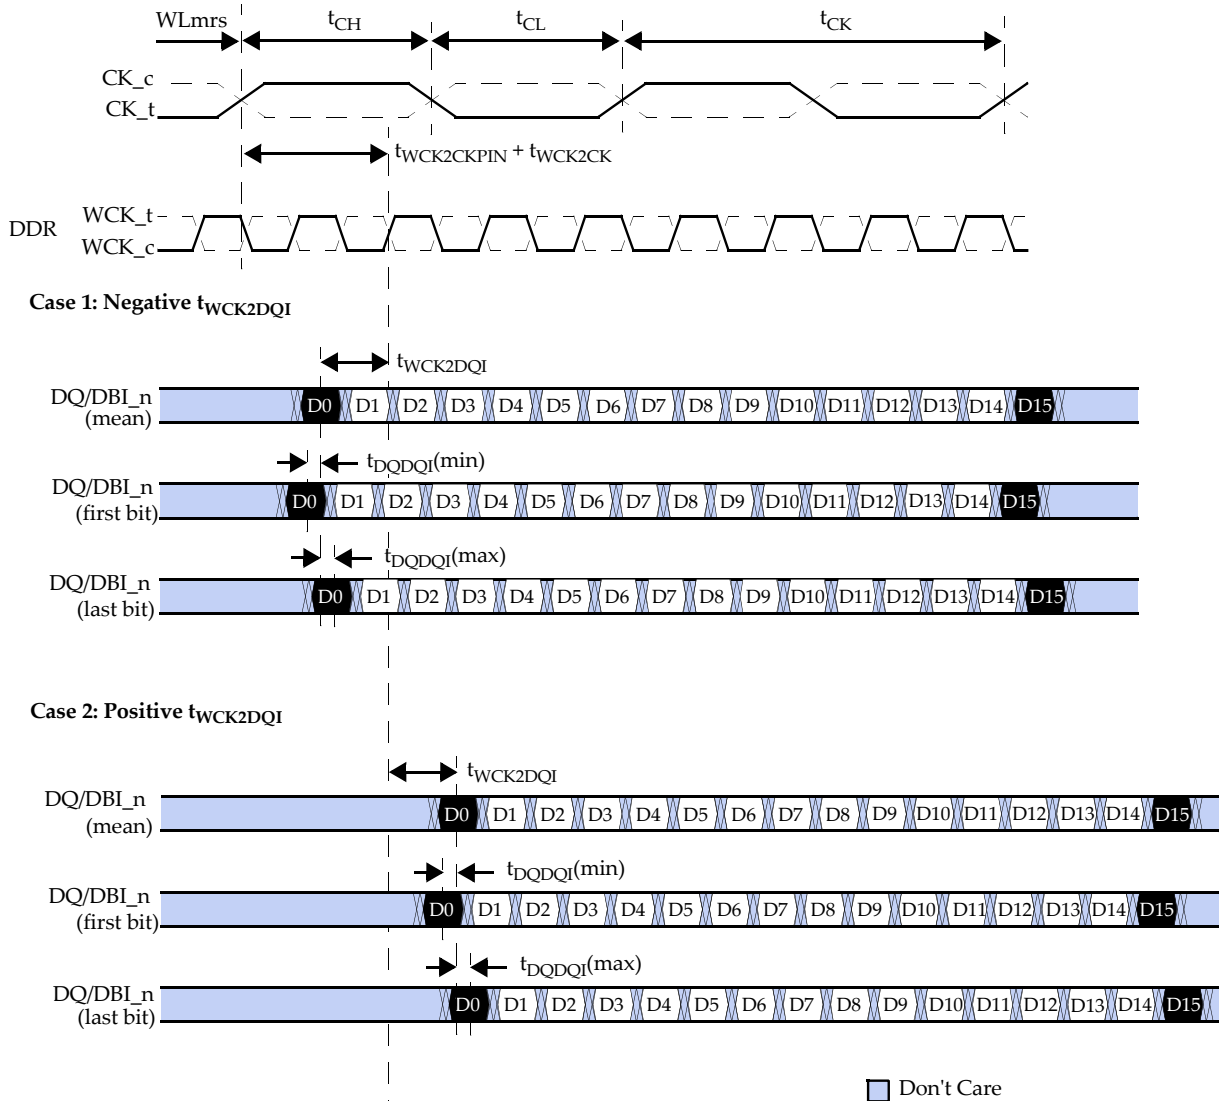 WLmrs tCH tCL tCK
CK_c
CK_t
tWCK2CKPIN + tWCK2CK
DDR WCK_t
WCK_c
Case 1: Negative tWCK2DQI
tWCK2DQI
DQ/DBI_n D0 D1 D2 D3 D4 D5 D6 D7 D8 D9 D10 D11 D12 D13 D14 D15
(mean)
tDQDQI(min)
DQ/DBI_n D0 D1 D2 D3 D4 D5 D6 D7 D8 D9 D10 D11 D12 D13 D14 D15
(first bit)
tDQDQI(max)
DQ/DBI_n D0 D1 D2 D3 D4 D5 D6 D7 D8 D9 D10 D11 D12 D13 D14 D15
(last bit)
Case 2: Positive tWCK2DQI
tWCK2DQI
DQ/DBI_n D0 D1 D2 D3 D4 D5 D6 D7 D8 D9 D10 D11 D12 D13 D14 D15
(mean)
tDQDQI(min)
DQ/DBI_n D0 D1 D2 D3 D4 D5 D6 D7 D8 D9 D10 D11 D12 D13 D14 D15
(first bit)
tDQDQI(max)
DQ/DBI_n D0 D1 D2 D3 D4 D5 D6 D7 D8 D9 D10 D11 D12 D13 D14 D15
(last bit)
Don't Care